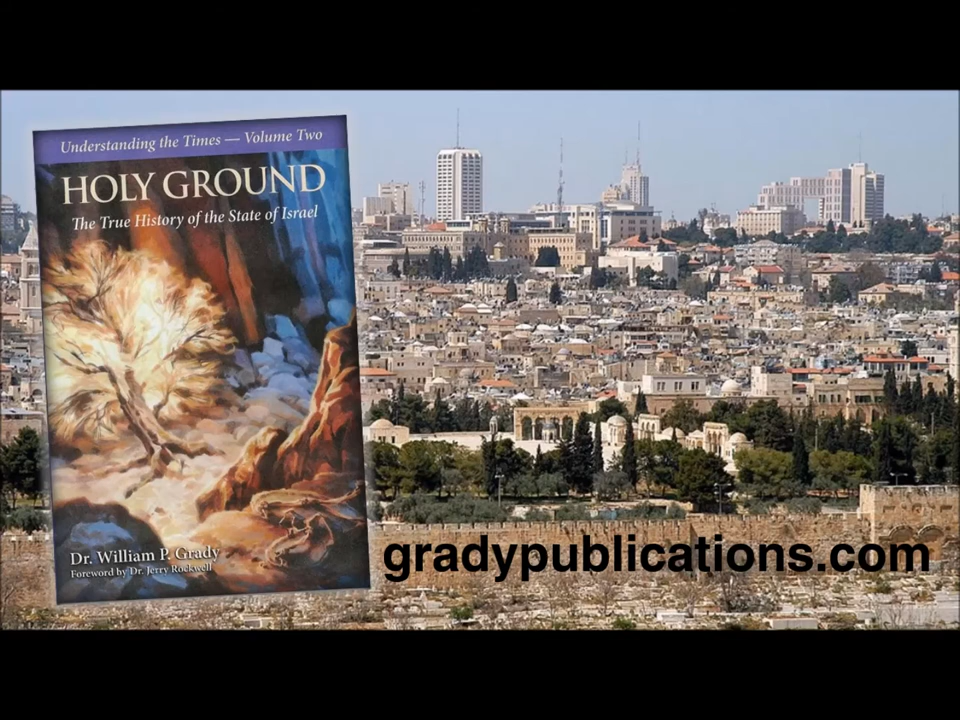 Understanding the Times — Volume Two
HOLY GROUND
The True History of the State of Israel
Dr. William P. Grady
Foreword by Dr. Jerry Rockwell
gradypublications.com